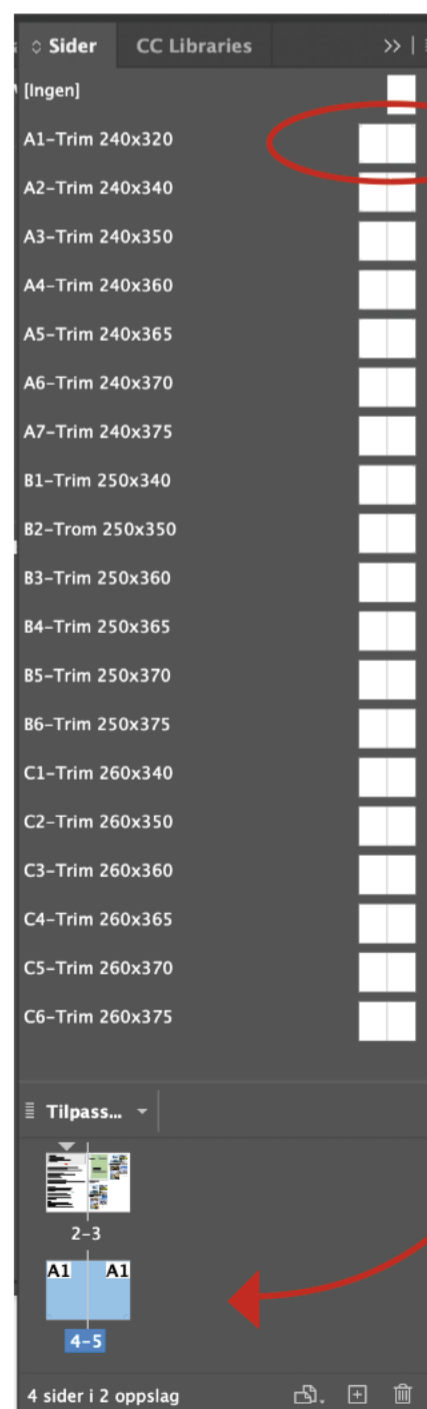 Sider CC Libraries
[Ingen]
A1-Trim 240x320
A2-Trim 240x340
A3-Trim 240x350
A4-Trim 240x360
A5-Trim 240x365
A6-Trim 240x370
A7-Trim 240x375
B1-Trim 250x340
B2-Trom 250x350
B3-Trim 250x360
B4-Trim 250x365
B5-Trim 250x370
B6-Trim 250x375
C1-Trim 260x340
C2-Trim 260x350
C3-Trim 260x360
C4-Trim 260x365
C5-Trim 260x370
C6-Trim 260x375
Tilpass...
2-3
A1 A1
4-5
4 sider i 2 oppslag